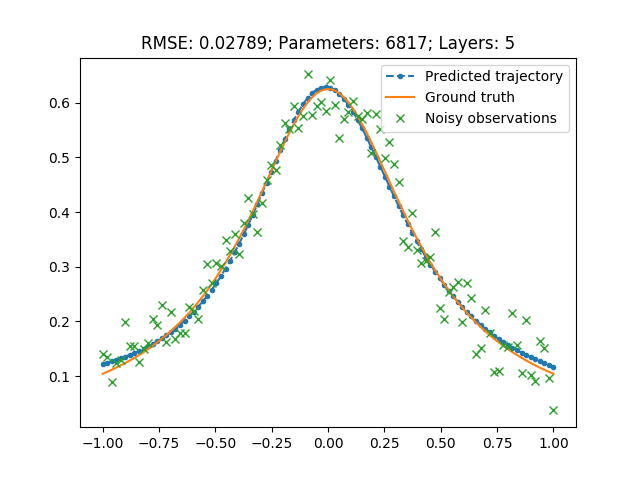 RMSE: 0.02789; Parameters: 6817; Layers: 5
Predicted trajectory
Ground truth
Noisy observations
0.6
0.5
0.4
0.3
0.2
0.1
−1.00 −0.75 −0.50 −0.25 0.00 0.25 0.50 0.75 1.00